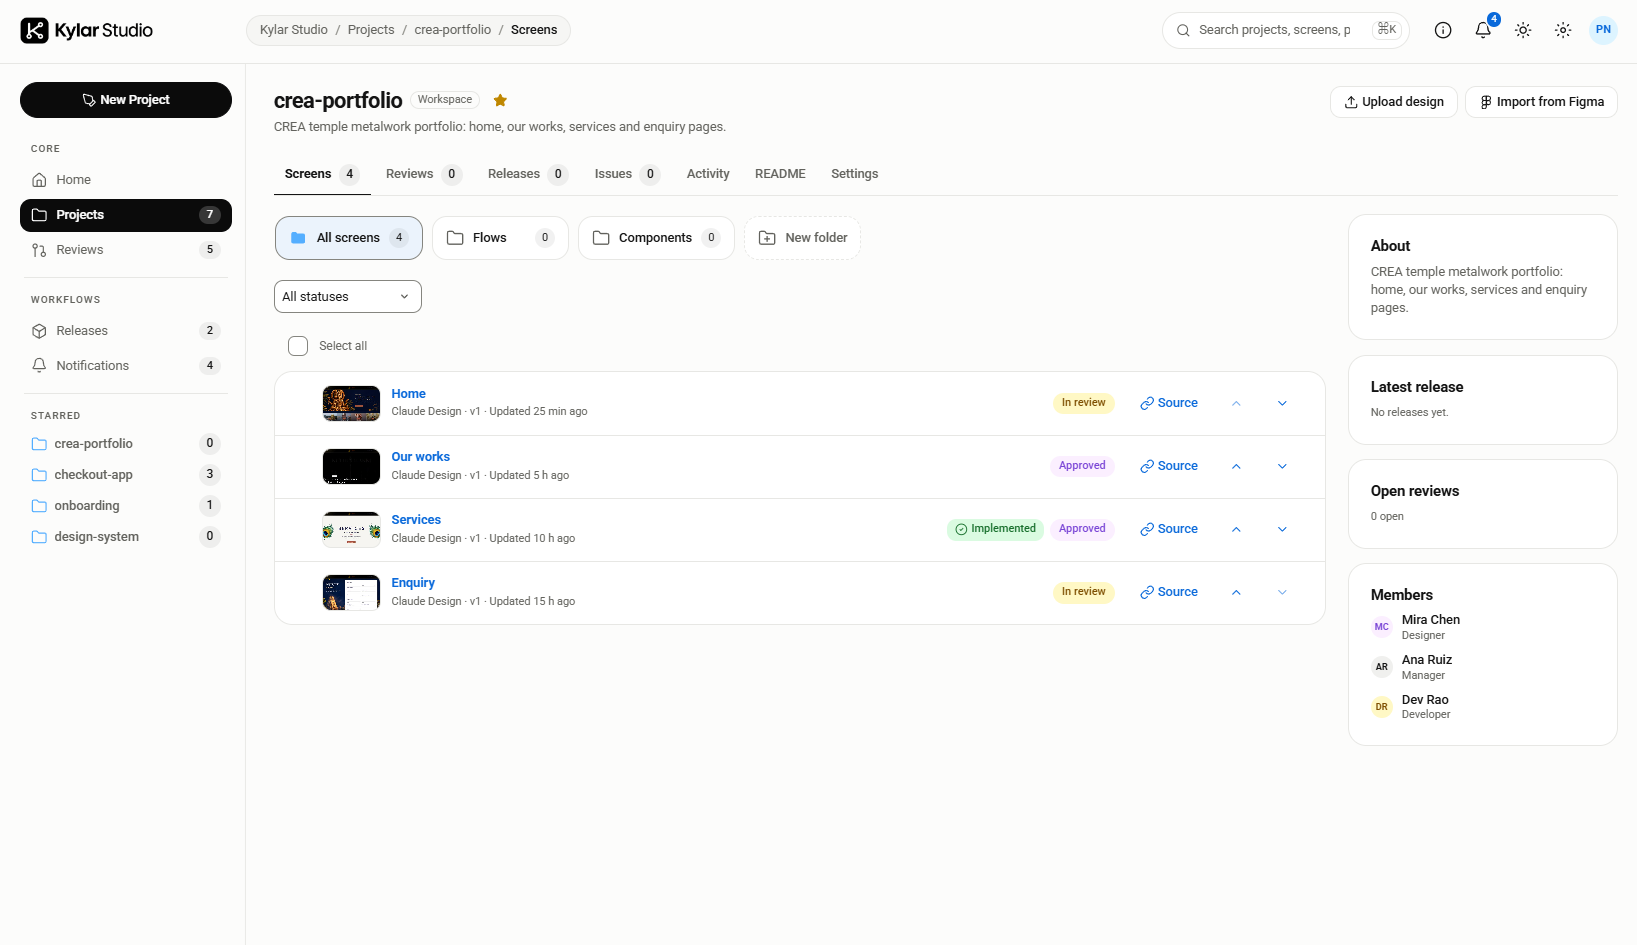 Kylar Studio
Kylar Studio / Projects / crea-portfolio / Screens
Search projects, screens, p ⌘K
4
PN
New Project
CORE
Home
Projects 7
Reviews 5
WORKFLOWS
Releases 2
Notifications 4
STARRED
crea-portfolio 0
checkout-app 3
onboarding 1
design-system 0
crea-portfolio Workspace
CREA temple metalwork portfolio: home, our works, services and enquiry pages.
Upload design
Import from Figma
Screens 4 Reviews 0 Releases 0 Issues 0 Activity README Settings
All screens 4 Flows 0 Components 0 New folder
All statuses
Select all
Home
Claude Design · v1 · Updated 25 min ago
In review Source
Our works
Claude Design · v1 · Updated 5 h ago
Approved Source
Services
Claude Design · v1 · Updated 10 h ago
Implemented Approved Source
Enquiry
Claude Design · v1 · Updated 15 h ago
In review Source
About
CREA temple metalwork portfolio:
home, our works, services and enquiry
pages.
Latest release
No releases yet.
Open reviews
0 open
Members
MC Mira Chen
Designer
AR Ana Ruiz
Manager
DR Dev Rao
Developer